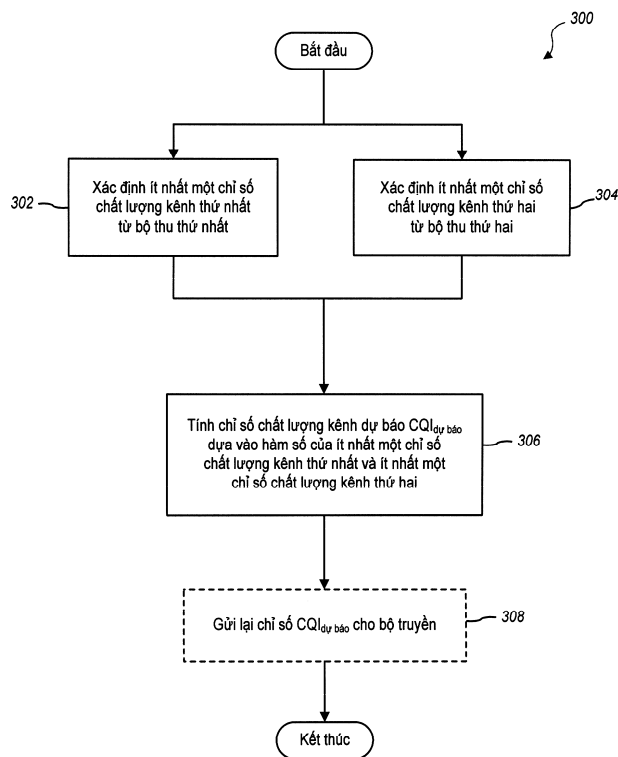 300
Bắt đầu
302
Xác định ít nhất một chỉ số
chất lượng kênh thứ nhất
từ bộ thu thứ nhất
Xác định ít nhất một chỉ số
chất lượng kênh thứ hai
từ bộ thu thứ hai
304
Tính chỉ số chất lượng kênh dự báo CQIdự báo
dựa vào hàm số của ít nhất một chỉ số
chất lượng kênh thứ nhất và ít nhất một
chỉ số chất lượng kênh thứ hai
306
Gửi lại chỉ số CQIdự báo cho bộ truyền
308
Kết thúc